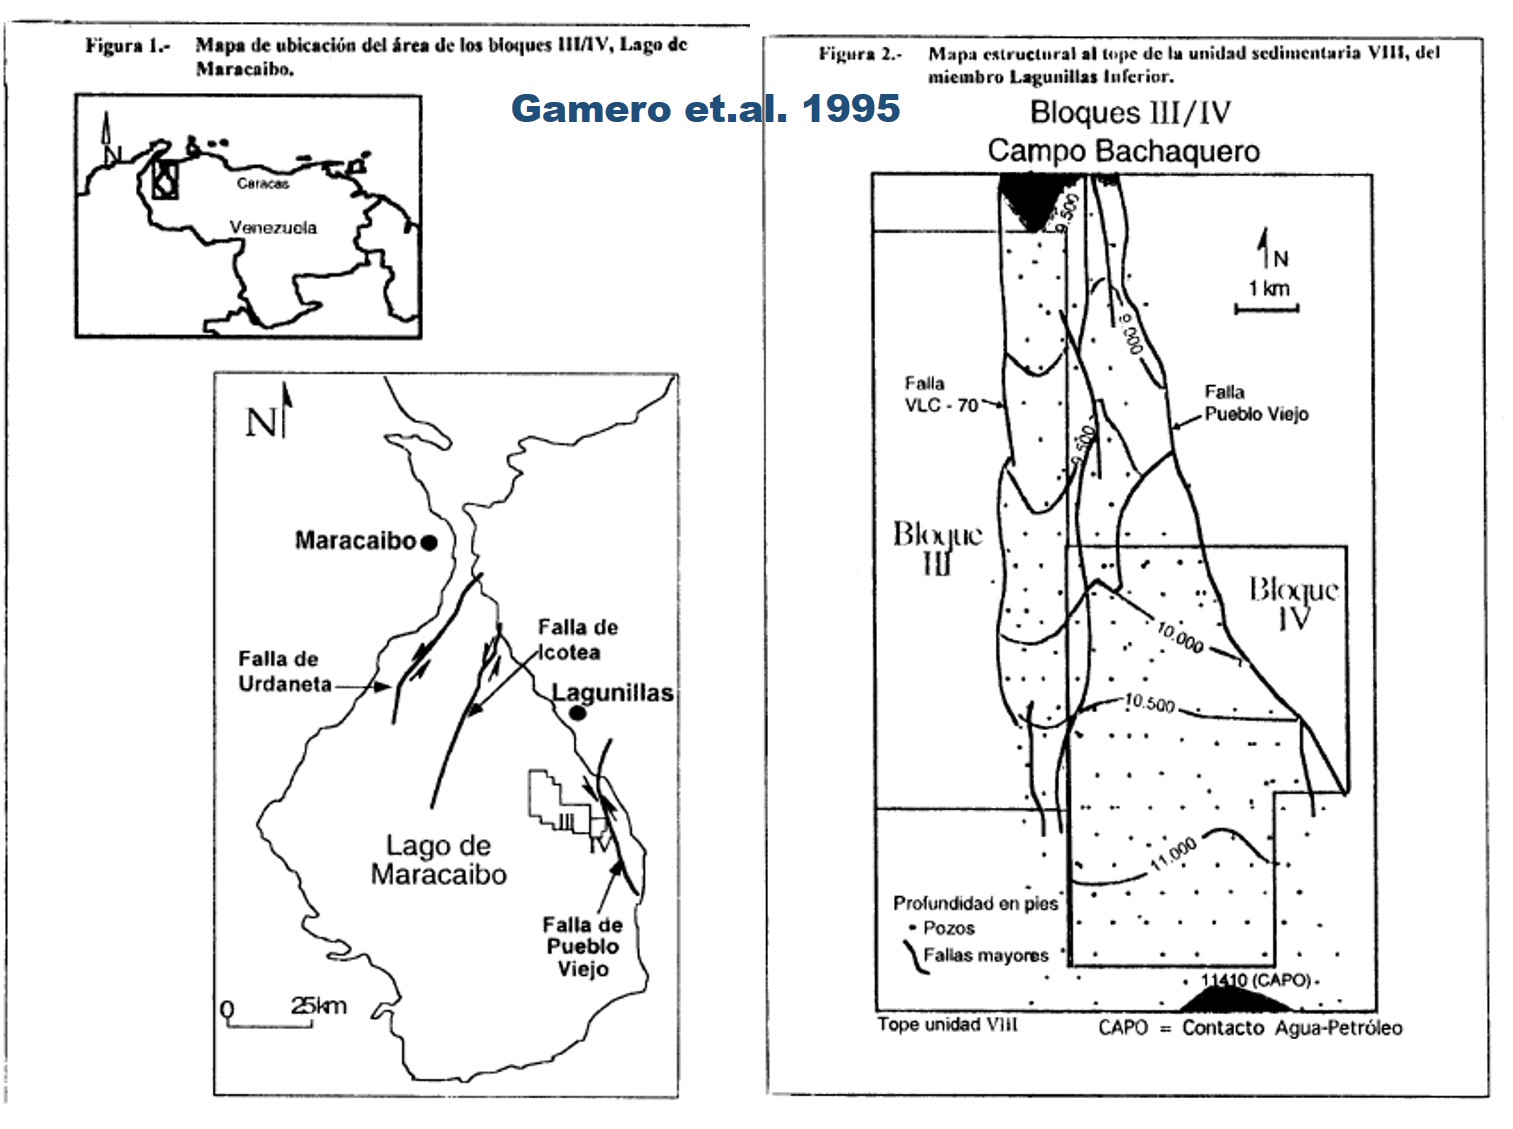 Figura 1.- Mapa de ubicación del área de los bloques III/IV, Lago de
Maracaibo.
Gamero et.al. 1995
N
Caracas
Venezuela
N
Maracaibo
Falla de
Urdaneta
Falla de
Icotea
Lagunillas
III
IV
Lago de
Maracaibo
Falla de
Pueblo
Viejo
0 25km
Figura 2.- Mapa estructural al tope de la unidad sedimentaria VIII, del
miembro Lagunillas Inferior.
Bloques III/IV
Campo Bachaquero
9.500
N
1 km
9.000
Falla
VLC - 70
Falla
Pueblo Viejo
9.500
Bloque
III
Bloque
IV
10.000
10.500
11.000
Profundidad en pies
Pozos
Fallas mayores
11410 (CAPO)
Tope unidad VIII
CAPO = Contacto Agua-Petróleo